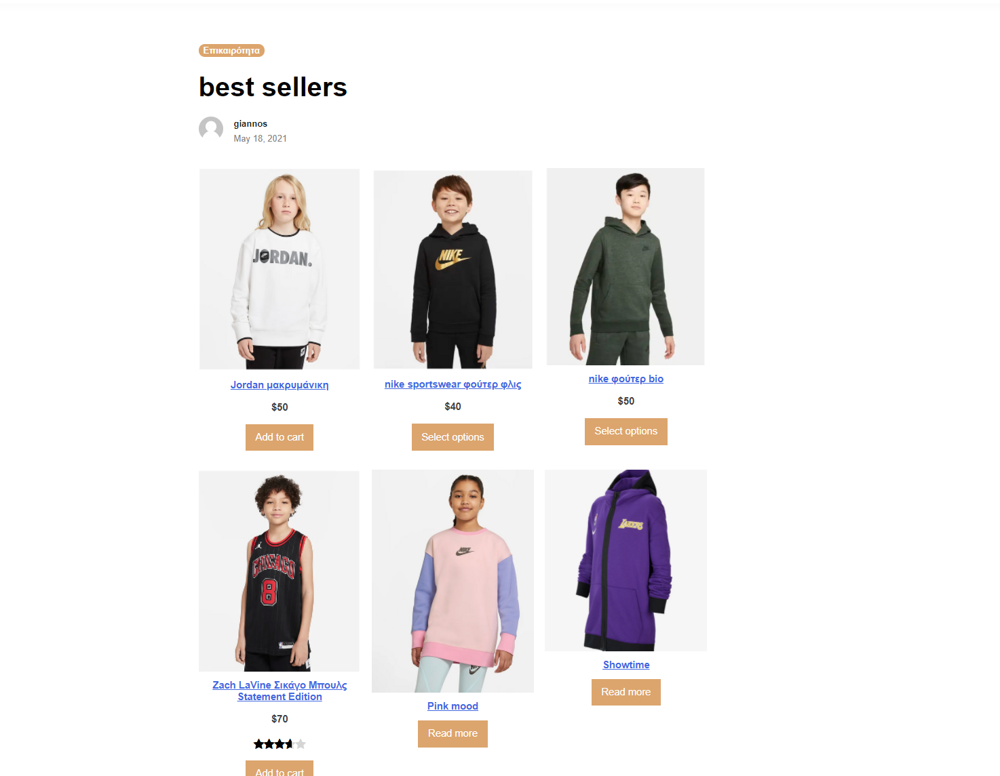 Επικαιρότητα
best sellers
giannos
May 18, 2021
JORDAN.
NIKE
Jordan μακρυμάνικη
nike sportswear φούτερ φλις
nike φούτερ bio
$50
$40
$50
Add to cart
Select options
Select options
CHICAGO
8
NIKE
LAKERS
Zach LaVine Σικάγο Μπουλς
Statement Edition
Pink mood
Showtime
$70
Read more
Read more
Add to cart